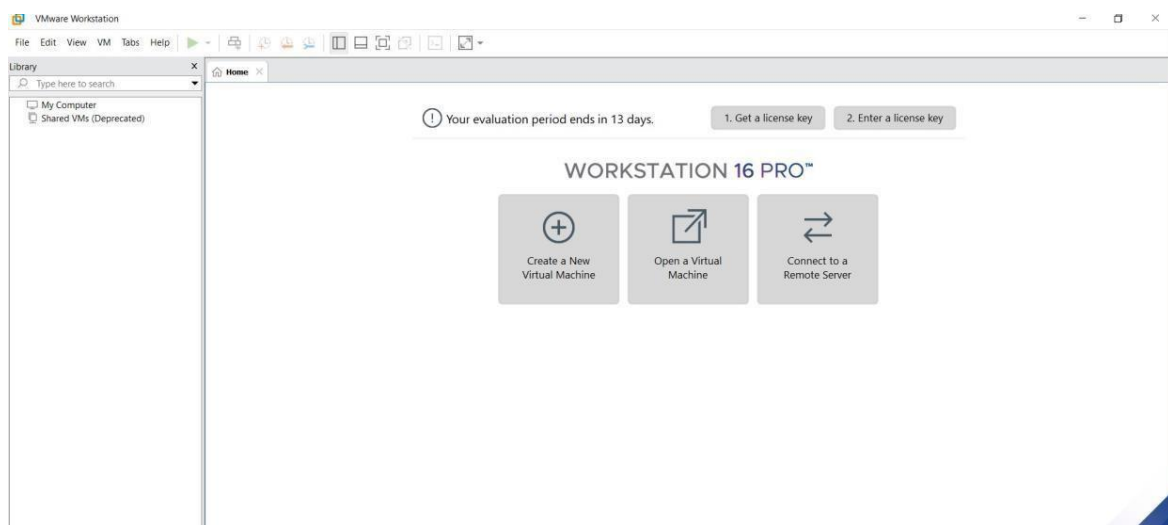 VMware Workstation
File Edit View VM Tabs Help
Library
Home
Type here to search
My Computer
Shared VMs (Deprecated)
Your evaluation period ends in 13 days.
1. Get a license key
2. Enter a license key
WORKSTATION 16 PRO™
Create a New
Virtual Machine
Open a Virtual
Machine
Connect to a
Remote Server